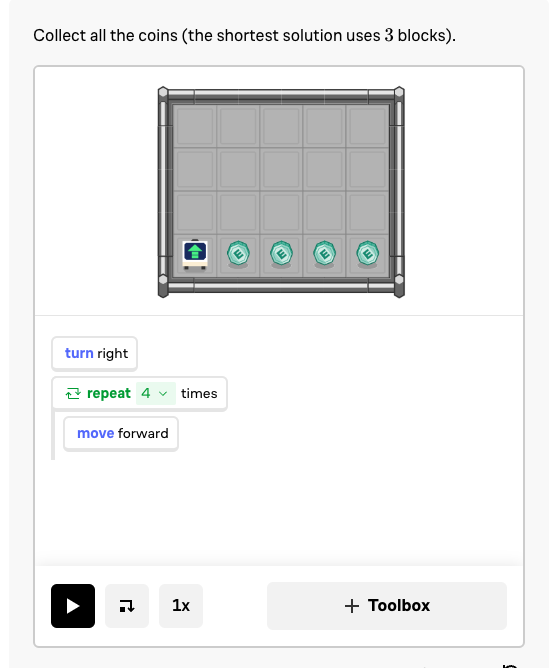 Collect all the coins (the shortest solution uses 3 blocks).
E E E E
turn right
repeat 4 times
move forward
1x
+ Toolbox